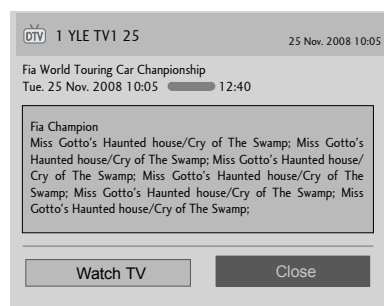 DTV 1 YLE TV1 25 25 Nov. 2008 10:05
Fia World Touring Car Chanpionship
Tue. 25 Nov. 2008 10:05 12:40
Fia Champion
Miss Gotto's Haunted house/Cry of The Swamp; Miss Gotto's
Haunted house/Cry of The Swamp; Miss Gotto's Haunted house/
Cry of The Swamp; Miss Gotto's Haunted house/Cry of The
Swamp; Miss Gotto's Haunted house/Cry of The Swamp; Miss
Gotto's Haunted house/Cry of The Swamp;
Watch TV Close